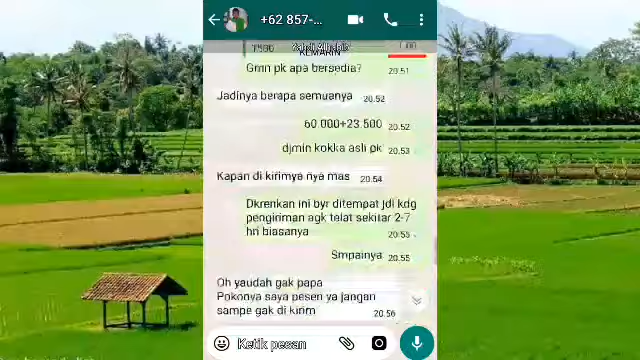 +62 857-...
KEMARIN
Gmn pk apa bersedia? 20.51
Jadinya berapa semuanya 20.52
60.000+23.500 20.52
djmin kokka asli pk 20.53
Kapan di kirimya nya mas 20.54
Dkrenkan ini byr ditempat jdi kdg
pengiriman agk telat sekitar 2-7
hri biasanya 20.55
Smpainya 20.55
Oh yaudah gak papa
Pokonya saya pesen ya jangan
sampe gak di kirim 20.56
Ketik pesan